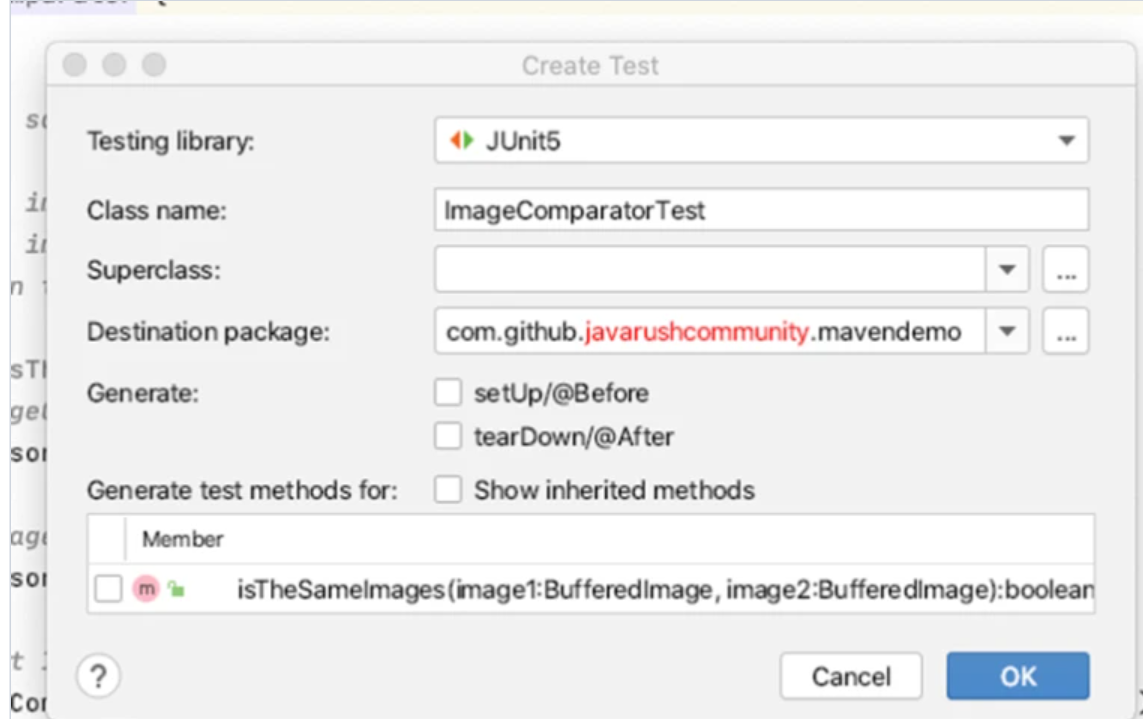 Create Test
Testing library:
JUnit5
Class name:
ImageComparatorTest
Superclass:
...
Destination package:
com.github.javarushcommunity.mavendemo
...
Generate:
setUp/@Before
tearDown/@After
Generate test methods for:
Show inherited methods
Member
m
isTheSameImages(image1:BufferedImage, image2:BufferedImage):boolean
?
Cancel
OK